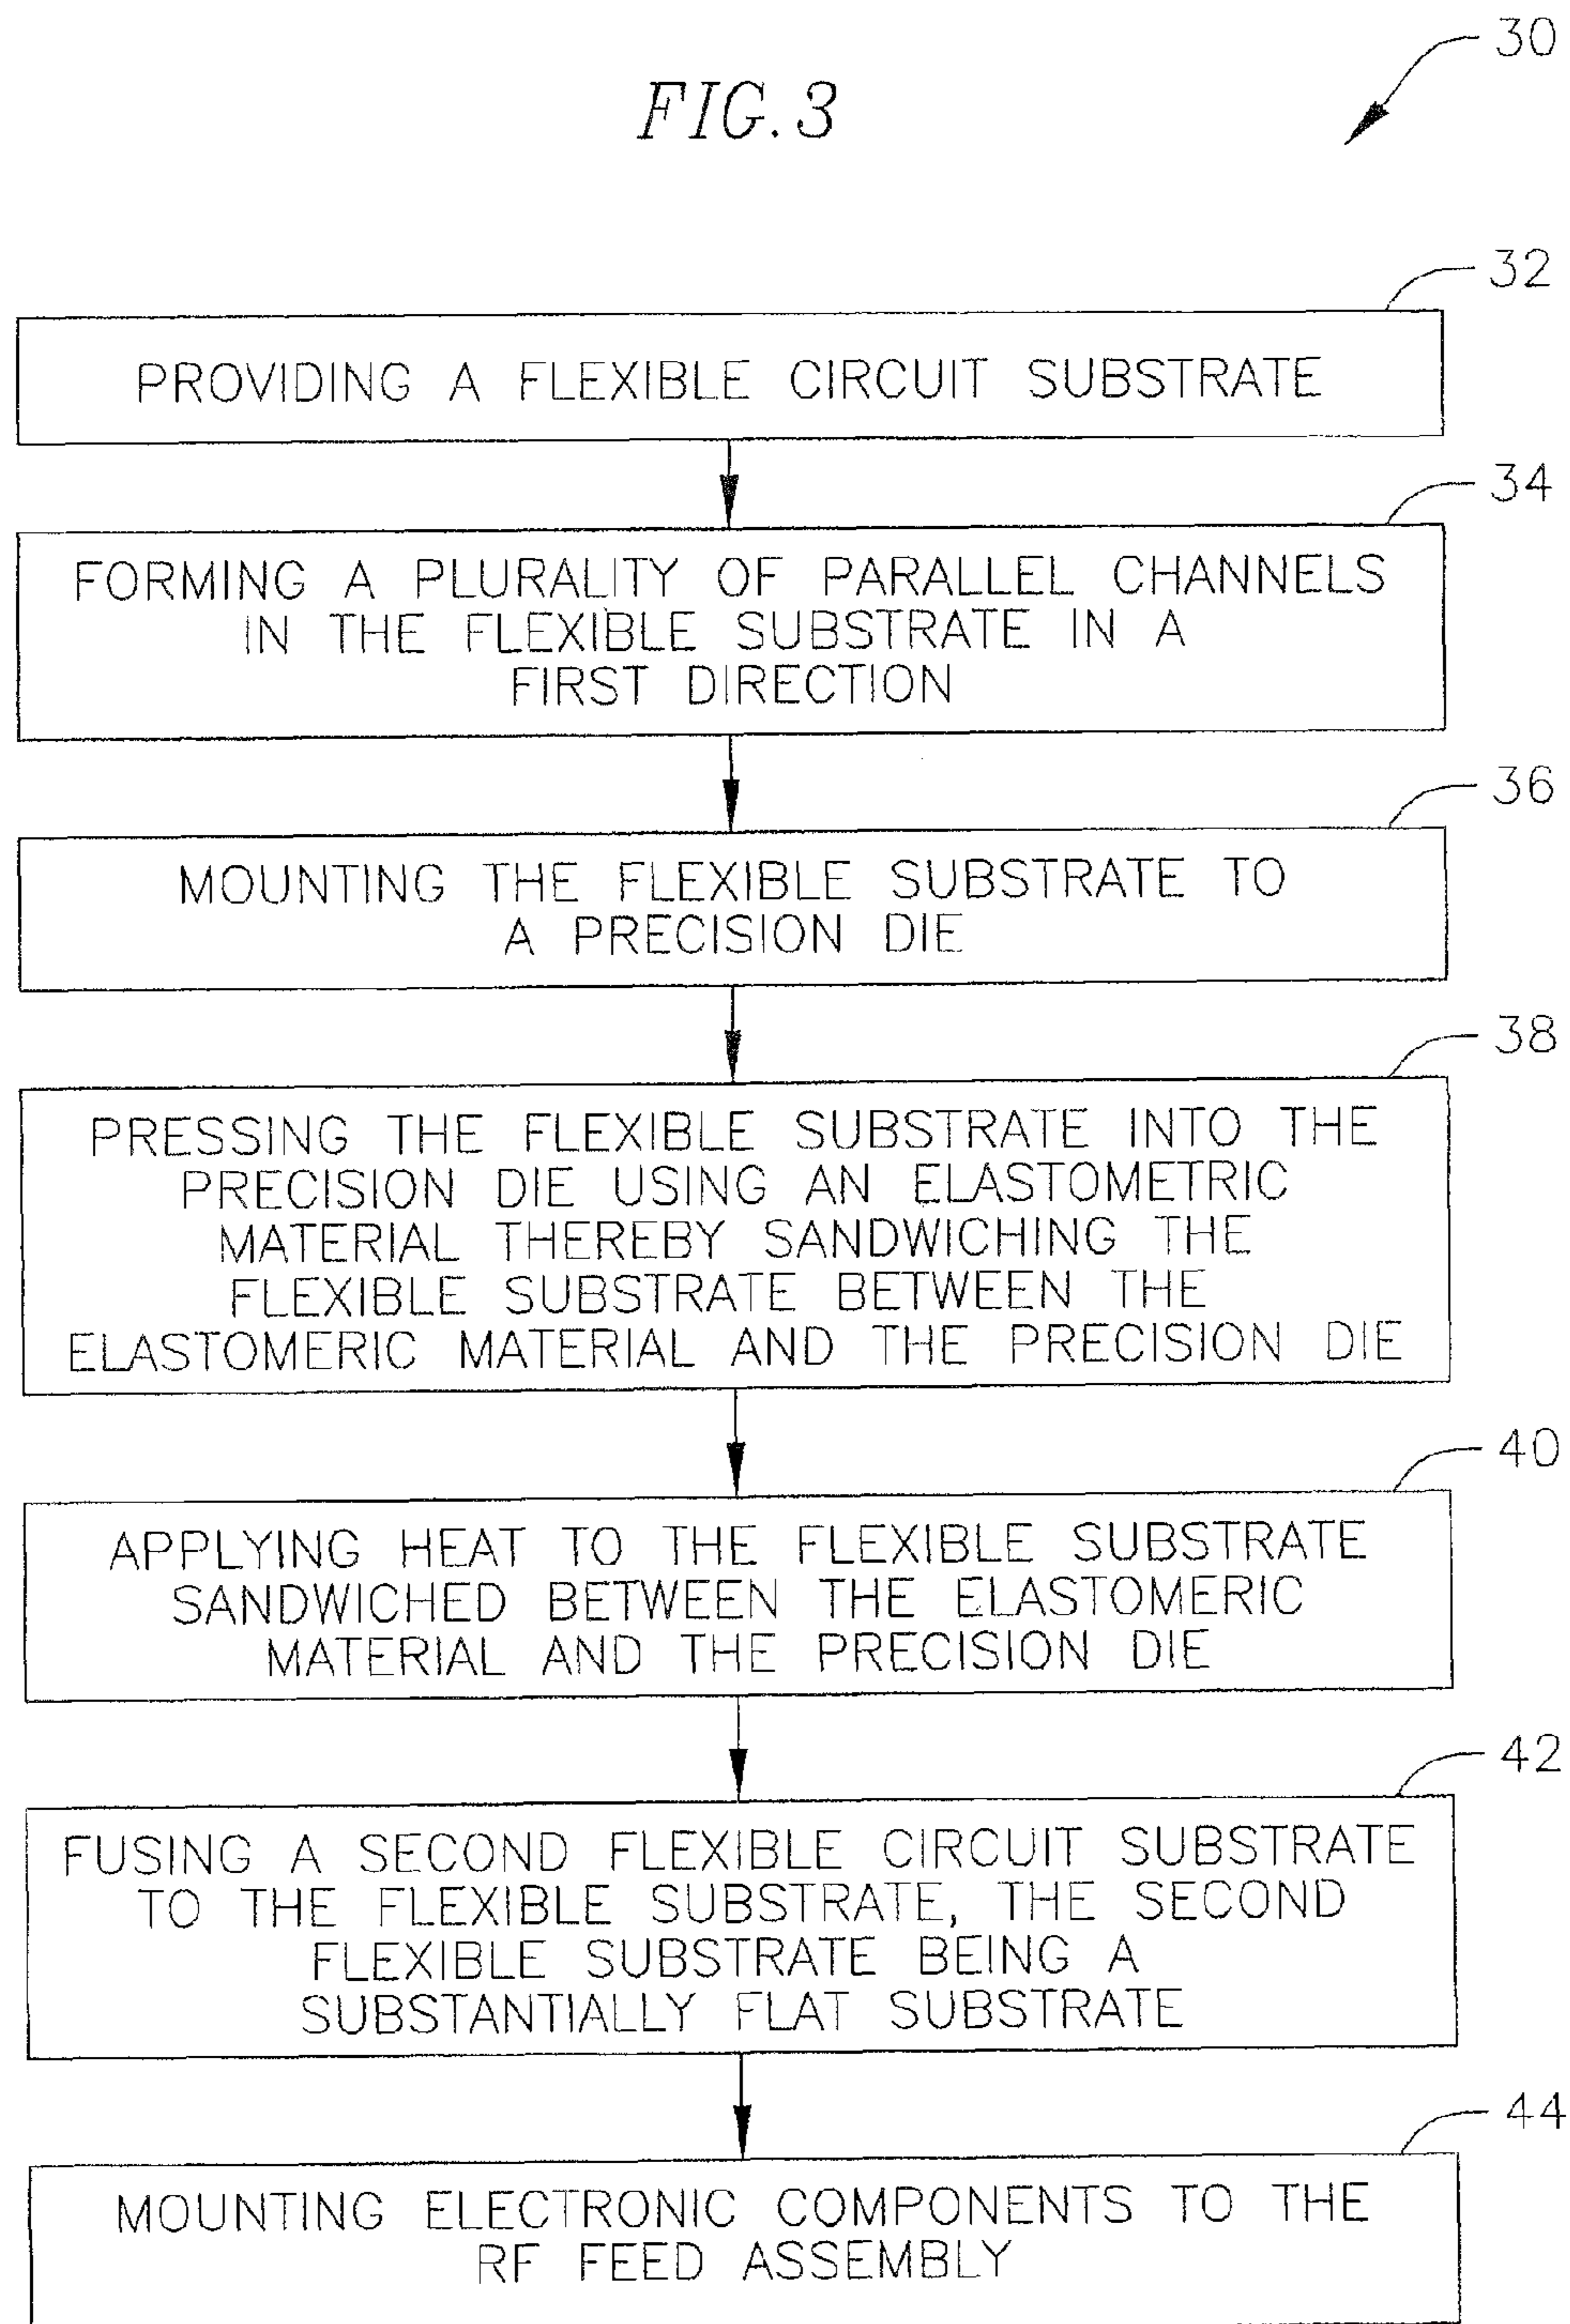 30
FIG. 3
32
PROVIDING A FLEXIBLE CIRCUIT SUBSTRATE
34
FORMING A PLURALITY OF PARALLEL CHANNELS
IN THE FLEXIBLE SUBSTRATE IN A
FIRST DIRECTION
36
MOUNTING THE FLEXIBLE SUBSTRATE TO
A PRECISION DIE
38
PRESSING THE FLEXIBLE SUBSTRATE INTO THE
PRECISION DIE USING AN ELASTOMETRIC
MATERIAL THEREBY SANDWICHING THE
FLEXIBLE SUBSTRATE BETWEEN THE
ELASTOMERIC MATERIAL AND THE PRECISION DIE
40
APPLYING HEAT TO THE FLEXIBLE SUBSTRATE
SANDWICHED BETWEEN THE ELASTOMERIC
MATERIAL AND THE PRECISION DIE
42
FUSING A SECOND FLEXIBLE CIRCUIT SUBSTRATE
TO THE FLEXIBLE SUBSTRATE, THE SECOND
FLEXIBLE SUBSTRATE BEING A
SUBSTANTIALLY FLAT SUBSTRATE
44
MOUNTING ELECTRONIC COMPONENTS TO THE
RF FEED ASSEMBLY